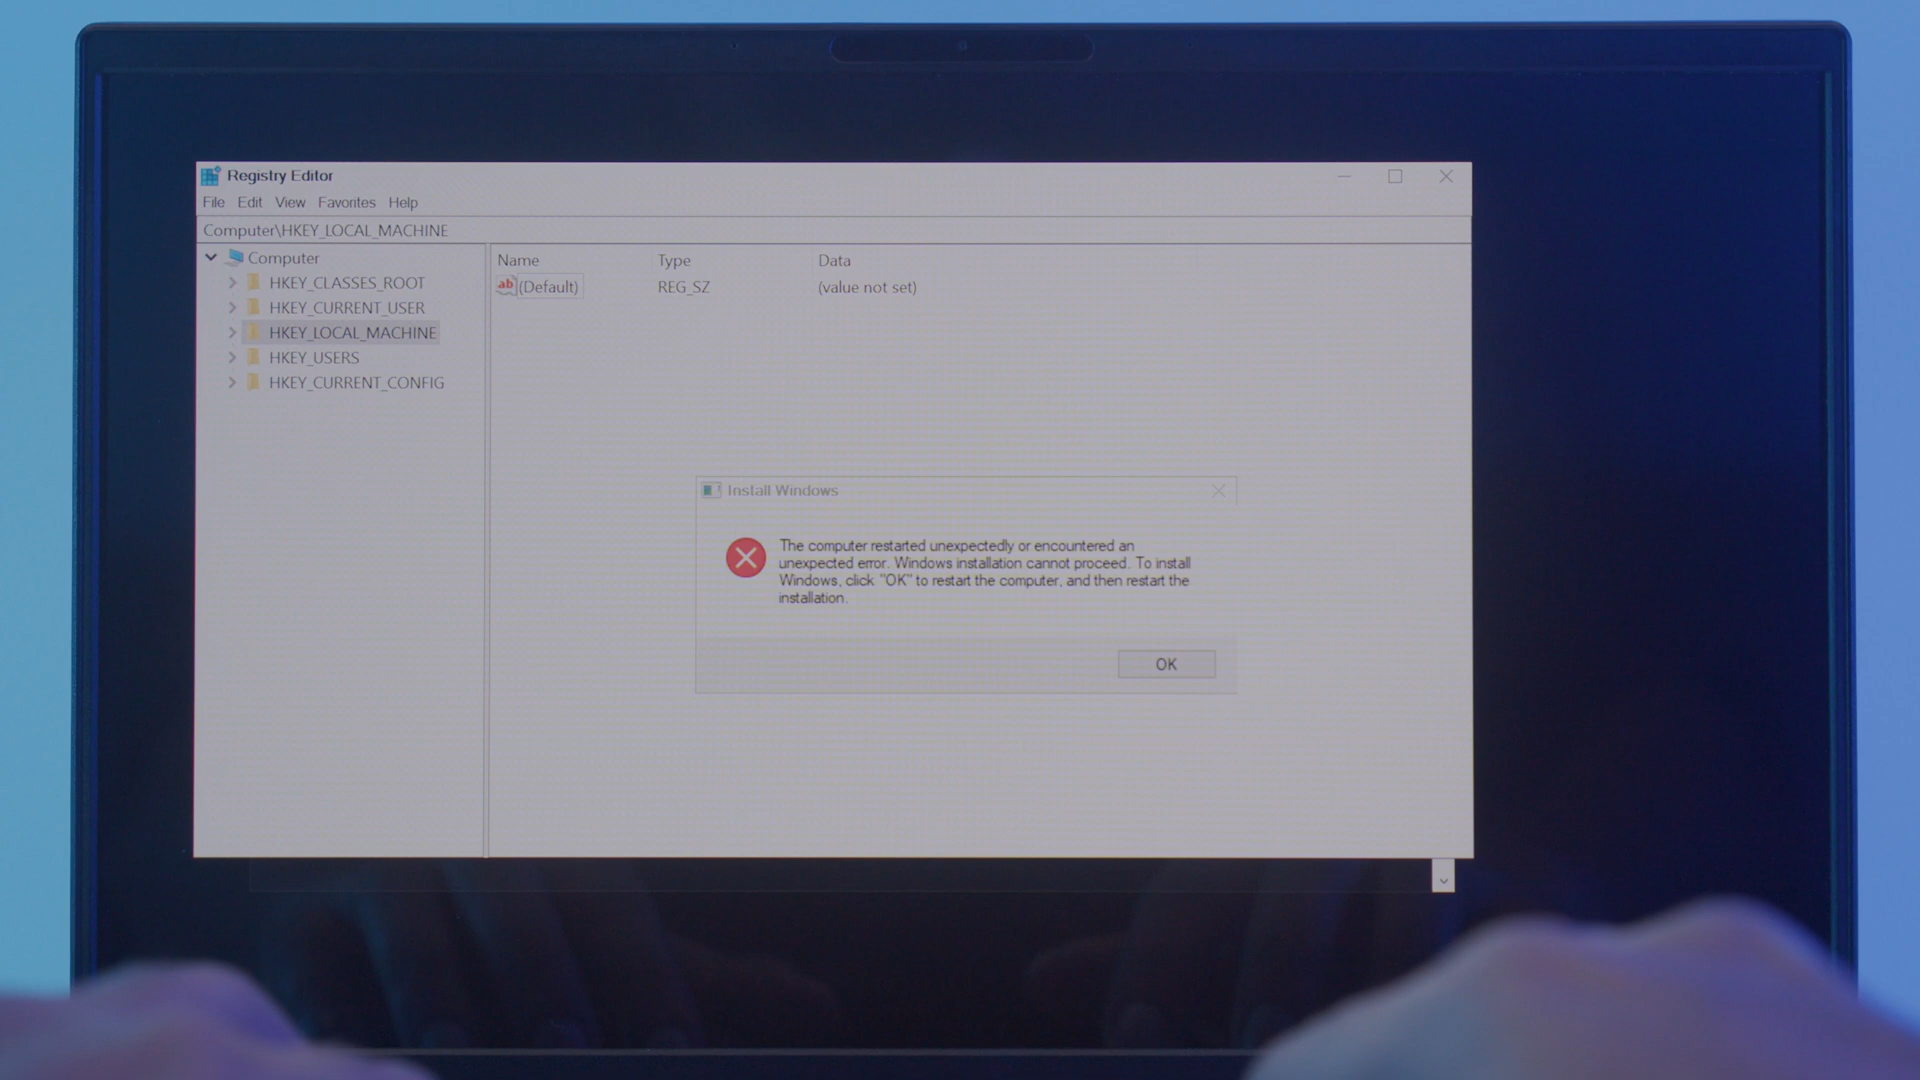 Registry Editor
File Edit View Favorites Help
Computer\HKEY_LOCAL_MACHINE
Computer
HKEY_CLASSES_ROOT
HKEY_CURRENT_USER
HKEY_LOCAL_MACHINE
HKEY_USERS
HKEY_CURRENT_CONFIG
Name Type Data
ab (Default) REG_SZ (value not set)
Install Windows
The computer restarted unexpectedly or encountered an
unexpected error. Windows installation cannot proceed. To install
Windows, click "OK" to restart the computer, and then restart the
installation.
OK